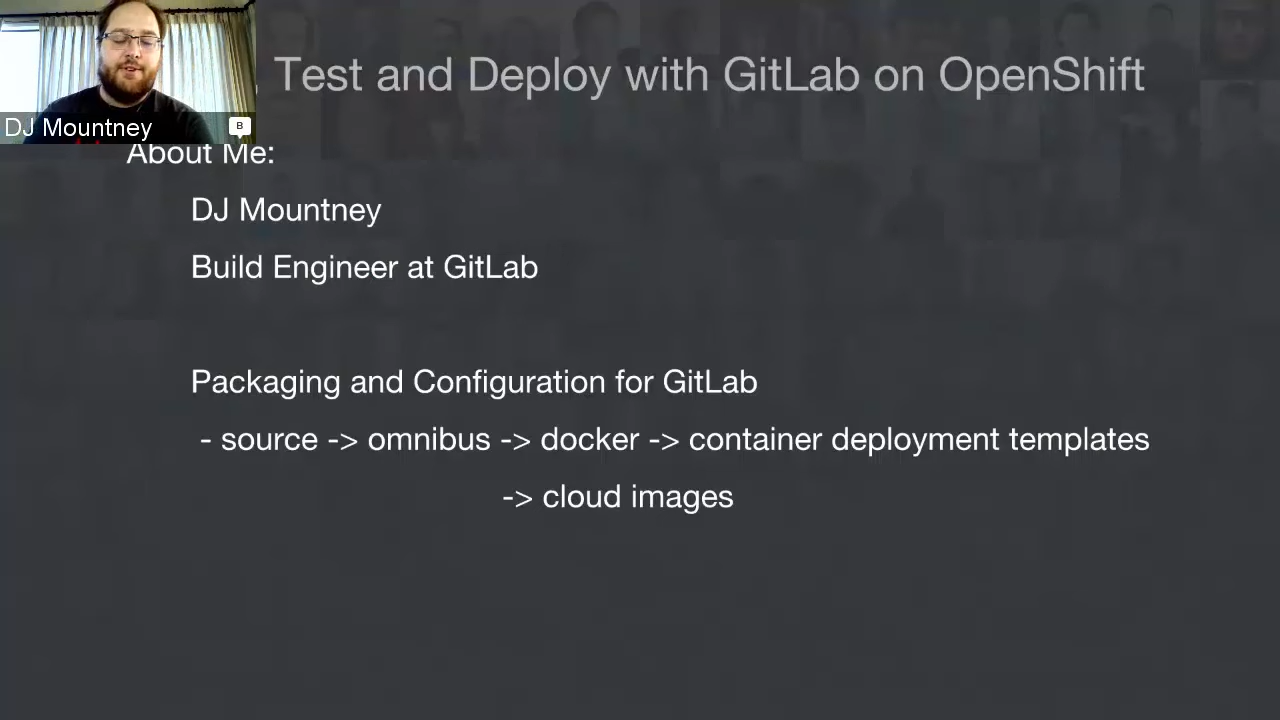 Test and Deploy with GitLab on OpenShift
DJ Mountney
B
About Me:
DJ Mountney
Build Engineer at GitLab
Packaging and Configuration for GitLab
- source -> omnibus -> docker -> container deployment templates
-> cloud images